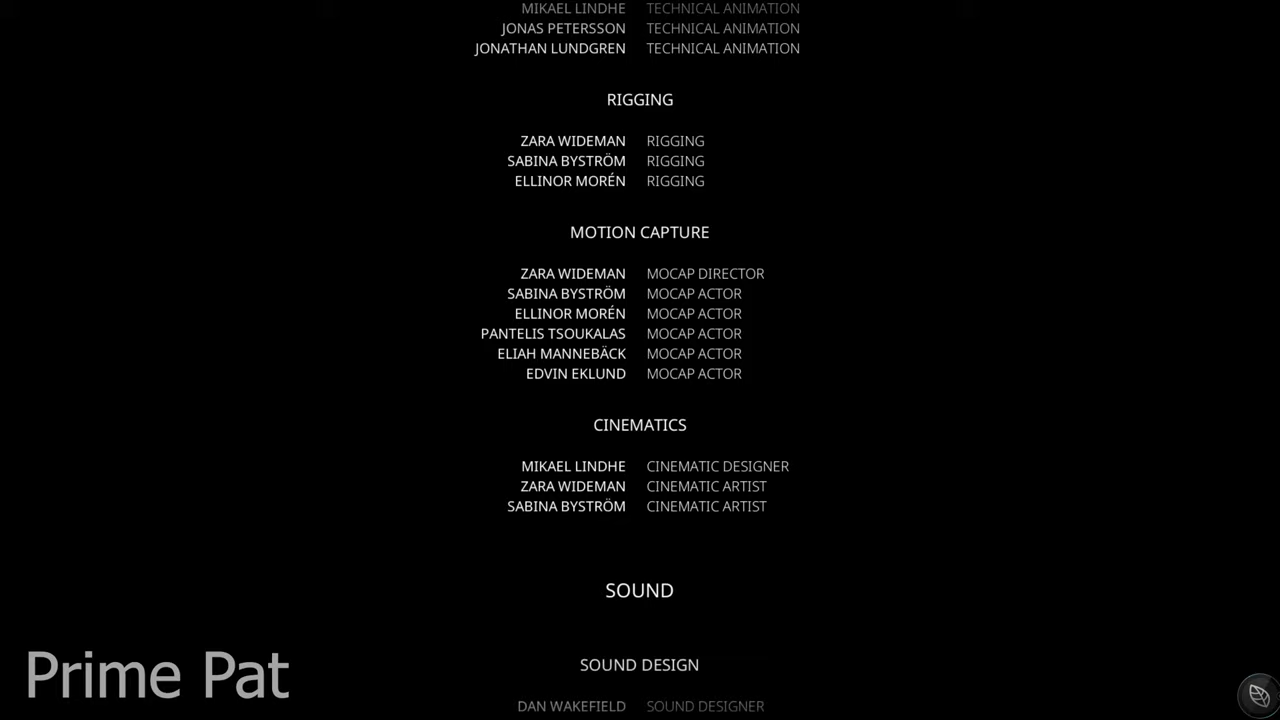 MIKAEL LINDHE TECHNICAL ANIMATION
JONAS PETERSSON TECHNICAL ANIMATION
JONATHAN LUNDGREN TECHNICAL ANIMATION
RIGGING
ZARA WIDEMAN RIGGING
SABINA BYSTRÖM RIGGING
ELLINOR MORÉN RIGGING
MOTION CAPTURE
ZARA WIDEMAN MOCAP DIRECTOR
SABINA BYSTRÖM MOCAP ACTOR
ELLINOR MORÉN MOCAP ACTOR
PANTELIS TSOUKALAS MOCAP ACTOR
ELIAH MANNEBÄCK MOCAP ACTOR
EDVIN EKLUND MOCAP ACTOR
CINEMATICS
MIKAEL LINDHE CINEMATIC DESIGNER
ZARA WIDEMAN CINEMATIC ARTIST
SABINA BYSTRÖM CINEMATIC ARTIST
SOUND
SOUND DESIGN
DAN WAKEFIELD SOUND DESIGNER
Prime Pat